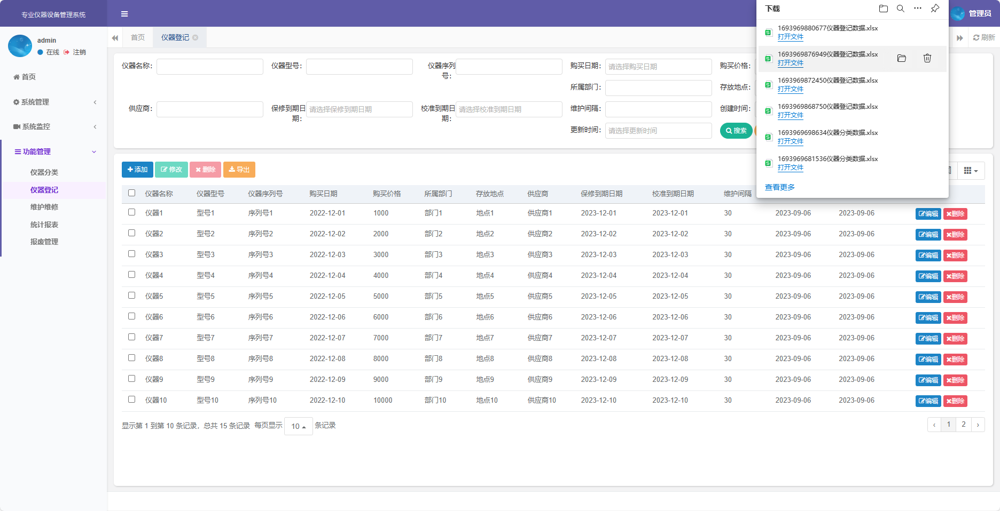 专业仪器设备管理系统
管理员
admin
在线 注销
首页
系统管理
系统监控
功能管理
仪器分类
仪器登记
维护维修
统计报表
报废管理
首页 仪器登记 刷新
下载
1693969880677仪器登记数据.xlsx
打开文件
1693969876949仪器登记数据.xlsx
打开文件
1693969872450仪器登记数据.xlsx
打开文件
1693969868750仪器登记数据.xlsx
打开文件
1693969698634仪器分类数据.xlsx
打开文件
1693969681536仪器分类数据.xlsx
打开文件
查看更多
仪器名称： 仪器型号： 仪器序列号： 购买日期： 请选择购买日期 购买价格：
所属部门： 存放地点：
供应商： 保修到期日期： 请选择保修到期日期 校准到期日期： 请选择校准到期日期 维护间隔： 创建时间：
更新时间： 请选择更新时间 搜索
添加 修改 删除 导出
仪器名称 仪器型号 仪器序列号 购买日期 购买价格 所属部门 存放地点 供应商 保修到期日期 校准到期日期 维护间隔
仪器1 型号1 序列号1 2022-12-01 1000 部门1 地点1 供应商1 2023-12-01 2023-12-01 30 2023-09-06 2023-09-06 编辑 删除
仪器2 型号2 序列号2 2022-12-02 2000 部门2 地点2 供应商2 2023-12-02 2023-12-02 30 2023-09-06 2023-09-06 编辑 删除
仪器3 型号3 序列号3 2022-12-03 3000 部门3 地点3 供应商3 2023-12-03 2023-12-03 30 2023-09-06 2023-09-06 编辑 删除
仪器4 型号4 序列号4 2022-12-04 4000 部门4 地点4 供应商4 2023-12-04 2023-12-04 30 2023-09-06 2023-09-06 编辑 删除
仪器5 型号5 序列号5 2022-12-05 5000 部门5 地点5 供应商5 2023-12-05 2023-12-05 30 2023-09-06 2023-09-06 编辑 删除
仪器6 型号6 序列号6 2022-12-06 6000 部门6 地点6 供应商6 2023-12-06 2023-12-06 30 2023-09-06 2023-09-06 编辑 删除
仪器7 型号7 序列号7 2022-12-07 7000 部门7 地点7 供应商7 2023-12-07 2023-12-07 30 2023-09-06 2023-09-06 编辑 删除
仪器8 型号8 序列号8 2022-12-08 8000 部门8 地点8 供应商8 2023-12-08 2023-12-08 30 2023-09-06 2023-09-06 编辑 删除
仪器9 型号9 序列号9 2022-12-09 9000 部门9 地点9 供应商9 2023-12-09 2023-12-09 30 2023-09-06 2023-09-06 编辑 删除
仪器10 型号10 序列号10 2022-12-10 10000 部门10 地点10 供应商10 2023-12-10 2023-12-10 30 2023-09-06 2023-09-06 编辑 删除
显示第 1 到第 10 条记录，总共 15 条记录 每页显示 10 条记录
‹ 1 2 ›